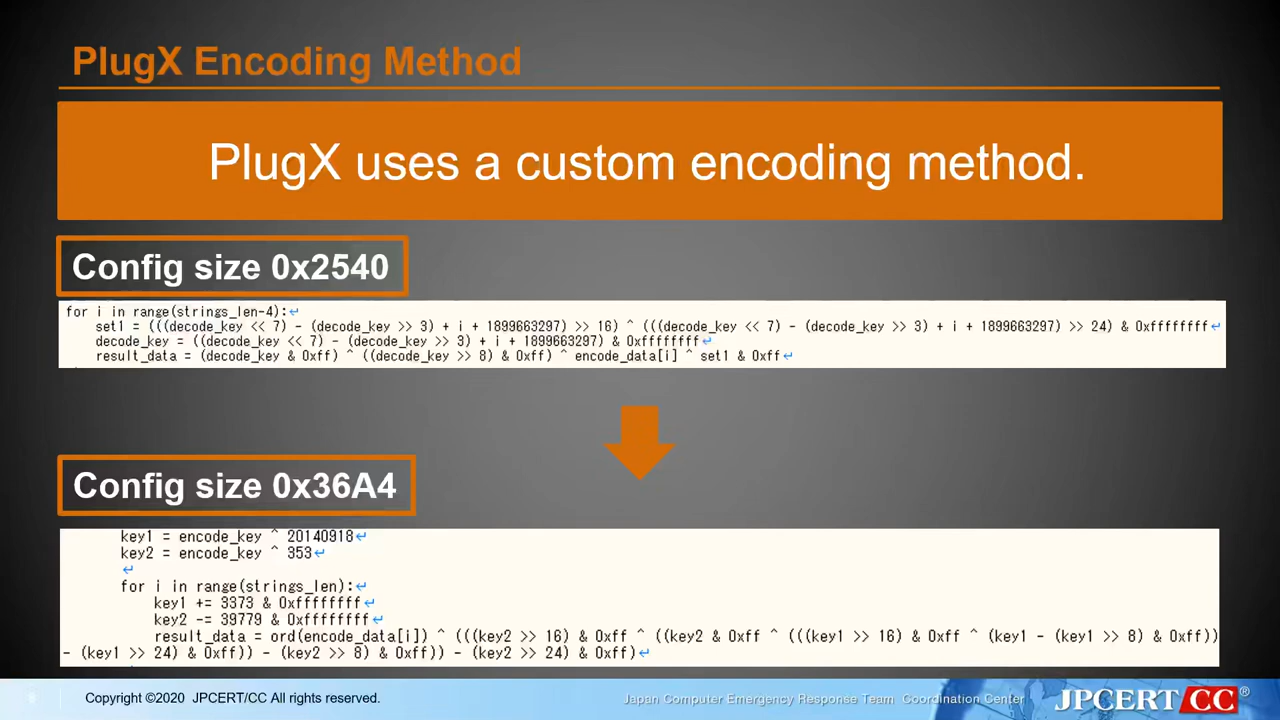 PlugX Encoding Method
PlugX uses a custom encoding method.
Config size 0x2540
for i in range(strings_len-4):↵
set1 = (((decode_key << 7) - (decode_key >> 3) + i + 1899663297) >> 16) ^ (((decode_key << 7) - (decode_key >> 3) + i + 1899663297) >> 24) & 0xffffffff↵
decode_key = ((decode_key << 7) - (decode_key >> 3) + i + 1899663297) & 0xffffffff↵
result_data = (decode_key & 0xff) ^ ((decode_key >> 8) & 0xff) ^ encode_data[i] ^ set1 & 0xff↵
Config size 0x36A4
key1 = encode_key ^ 20140918↵
key2 = encode_key ^ 353↵
↵
for i in range(strings_len):↵
key1 += 3373 & 0xffffffff↵
key2 -= 39779 & 0xffffffff↵
result_data = ord(encode_data[i]) ^ (((key2 >> 16) & 0xff ^ ((key2 & 0xff ^ (((key1 >> 16) & 0xff ^ (key1 - (key1 >> 8) & 0xff))
- (key1 >> 24) & 0xff)) - (key2 >> 8) & 0xff)) - (key2 >> 24) & 0xff)↵
Copyright ©2020 JPCERT/CC All rights reserved.
Japan Computer Emergency Response Team Coordination Center
JPCERT CC®